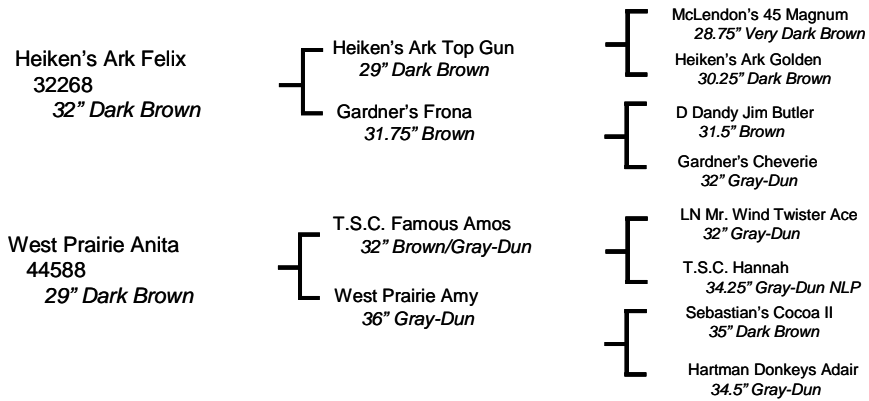 Heiken's Ark Felix
32268
32" Dark Brown
Heiken's Ark Top Gun
29" Dark Brown
Gardner's Frona
31.75" Brown
McLendon's 45 Magnum
28.75" Very Dark Brown
Heiken's Ark Golden
30.25" Dark Brown
D Dandy Jim Butler
31.5" Brown
Gardner's Cheverie
32" Gray-Dun
West Prairie Anita
44588
29" Dark Brown
T.S.C. Famous Amos
32" Brown/Gray-Dun
West Prairie Amy
36" Gray-Dun
LN Mr. Wind Twister Ace
32" Gray-Dun
T.S.C. Hannah
34.25" Gray-Dun NLP
Sebastian's Cocoa II
35" Dark Brown
Hartman Donkeys Adair
34.5" Gray-Dun